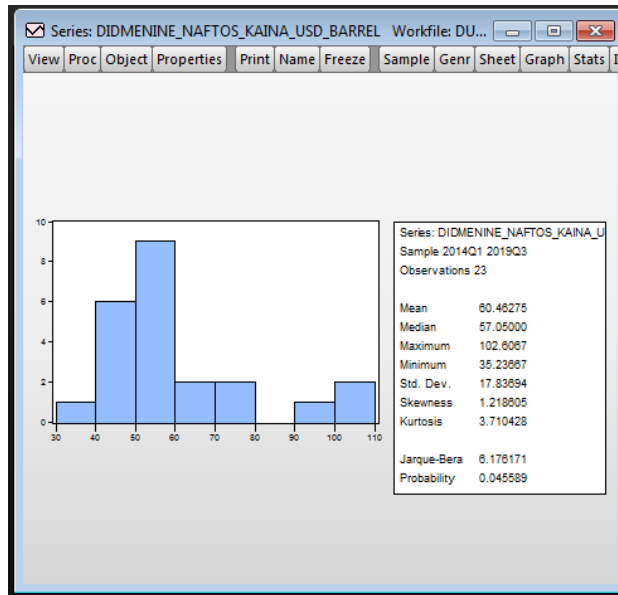 Series: DIDMENINE_NAFTOS_KAINA_USD_BARREL Workfile: DU...
View Proc Object Properties Print Name Freeze Sample Genr Sheet Graph Stats I
10
8
6
4
2
0
30 40 50 60 70 80 90 100 110
Series: DIDMENINE_NAFTOS_KAINA_U
Sample 2014Q1 2019Q3
Observations 23
Mean 60.46275
Median 57.05000
Maximum 102.6067
Minimum 35.23667
Std. Dev. 17.83694
Skewness 1.218605
Kurtosis 3.710428
Jarque-Bera 6.176171
Probability 0.045589